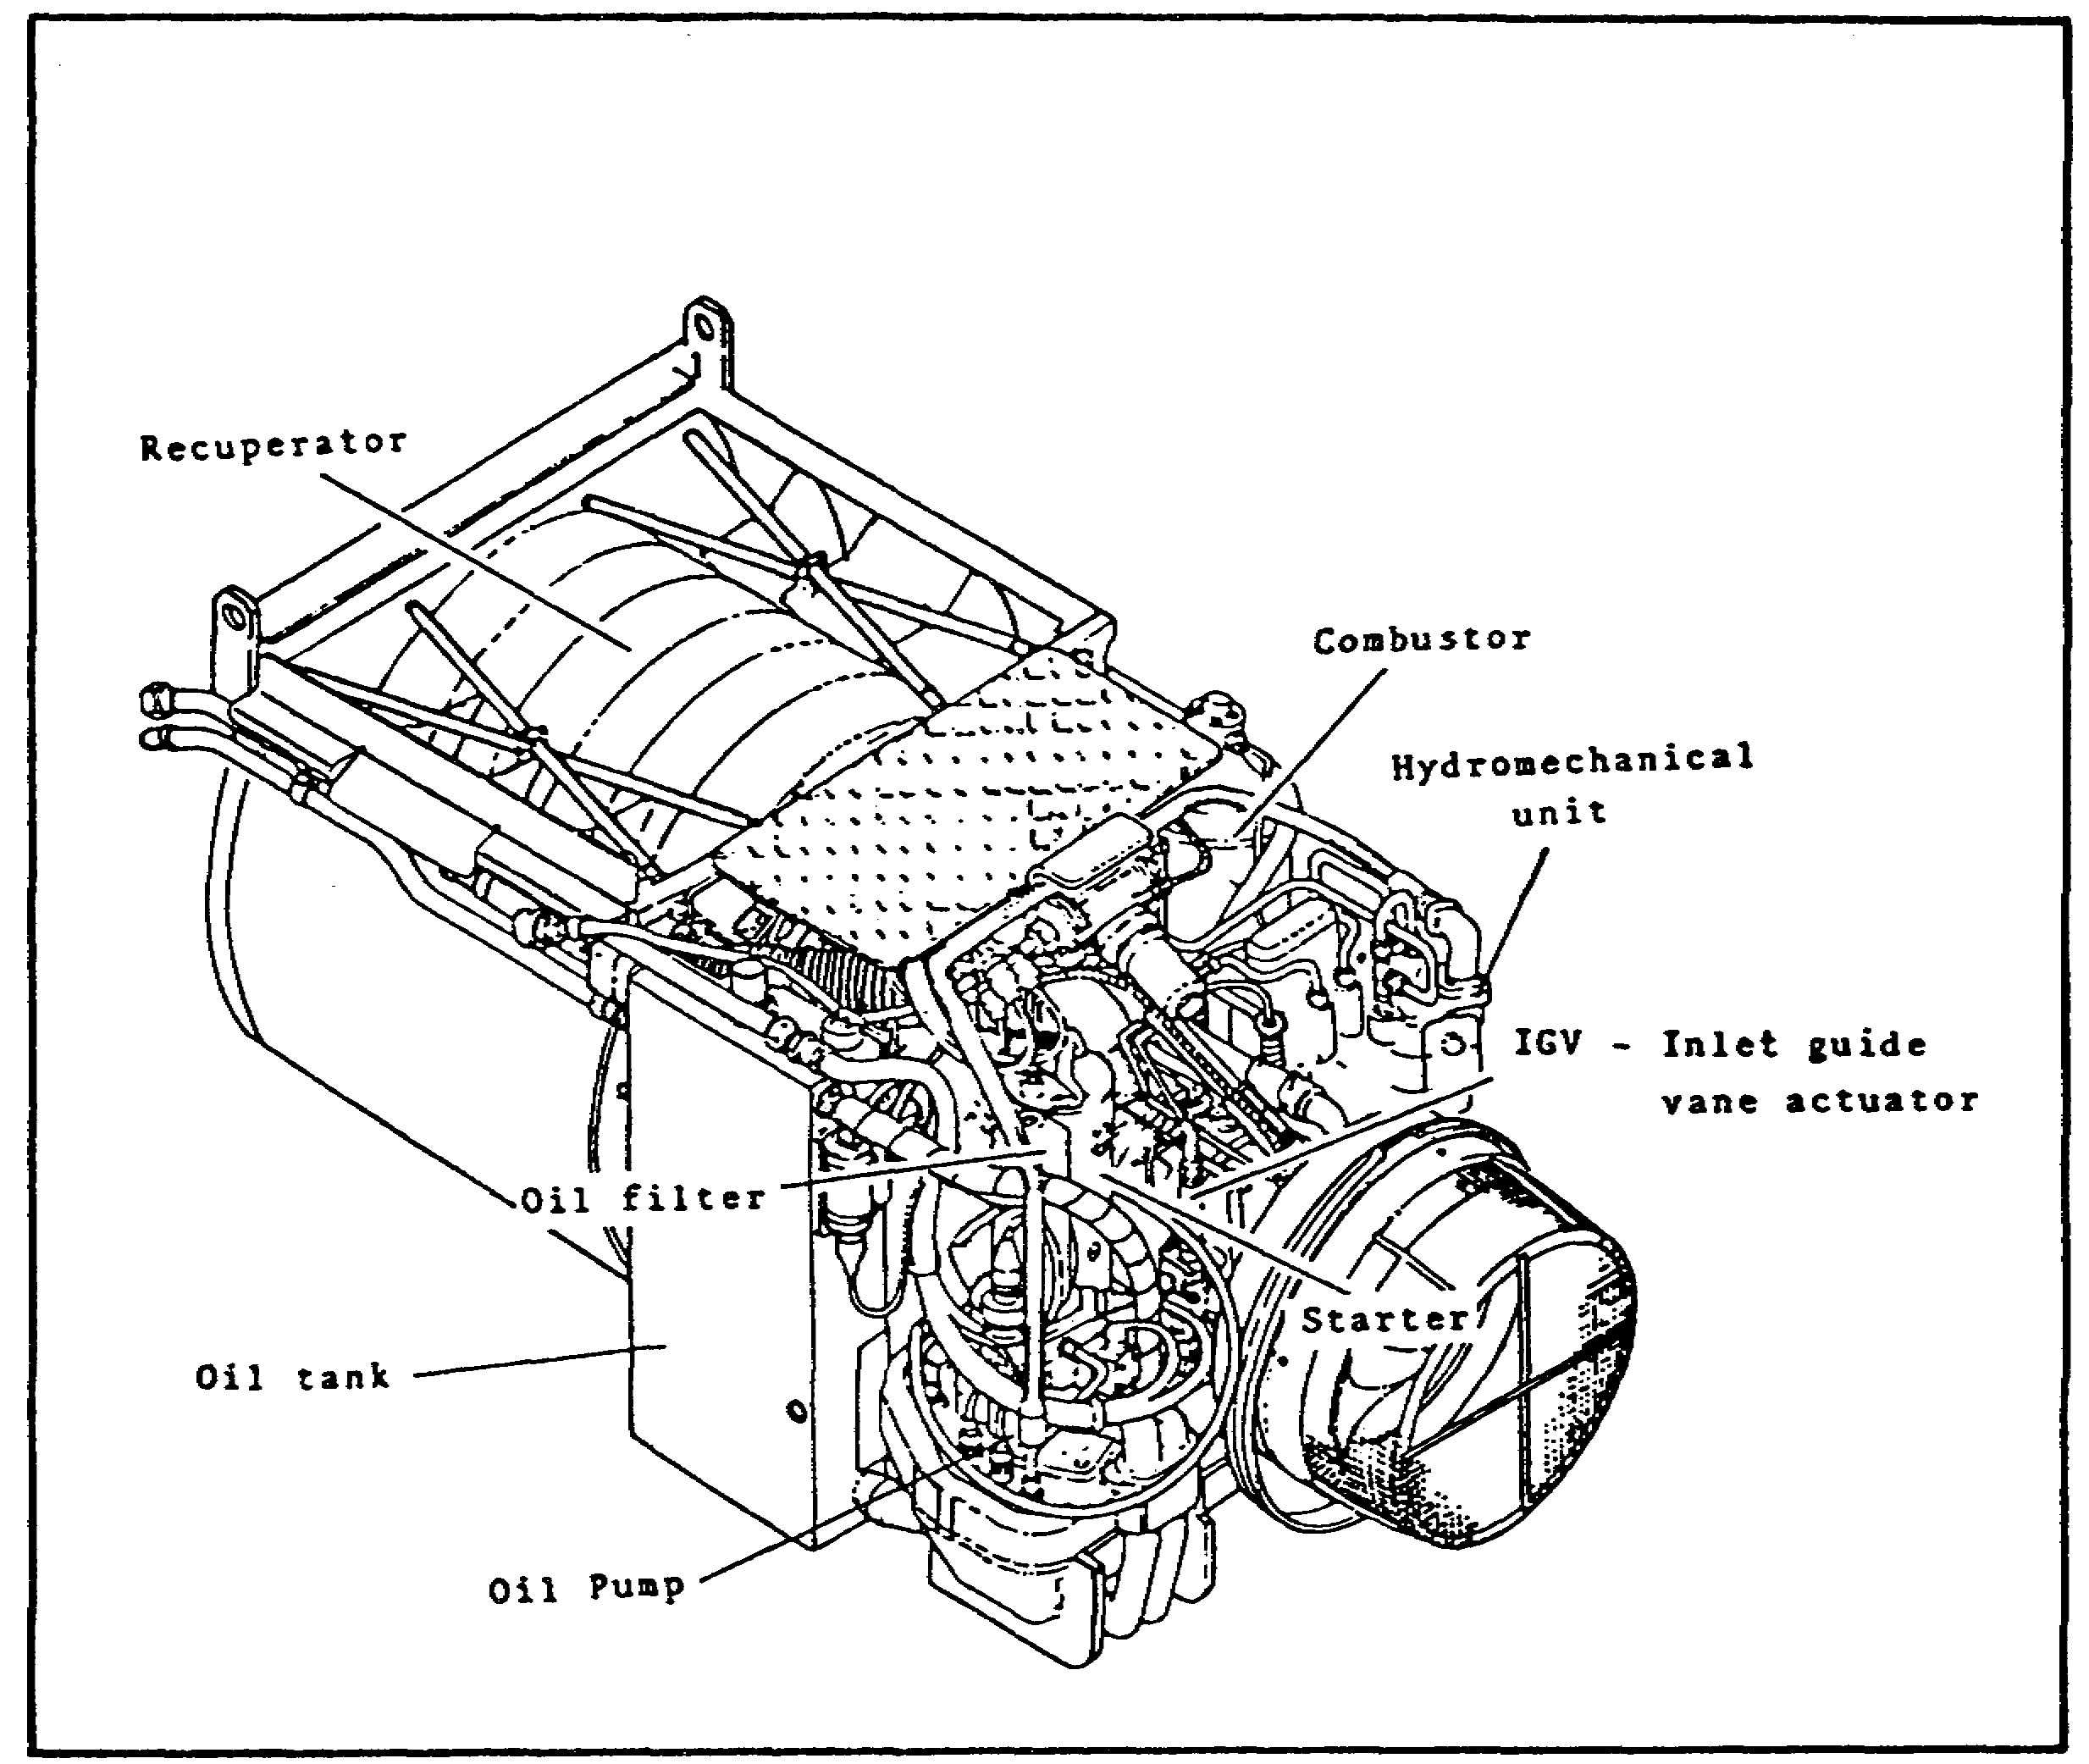 Recuperator
Combustor
Hydromechanical
unit
IGV - Inlet guide
vane actuator
Oil filter
Starter
Oil tank
Oil Pump